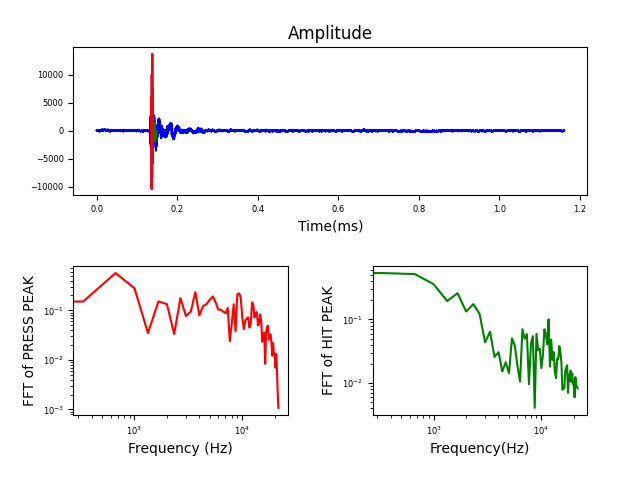 Amplitude
10000
5000
0
−5000
−10000
0.0 0.2 0.4 0.6 0.8 1.0 1.2
Time(ms)
FFT of PRESS PEAK
10⁻¹
10⁻²
10⁻³
10³ 10⁴
Frequency (Hz)
FFT of HIT PEAK
10⁻¹
10⁻²
10³ 10⁴
Frequency(Hz)